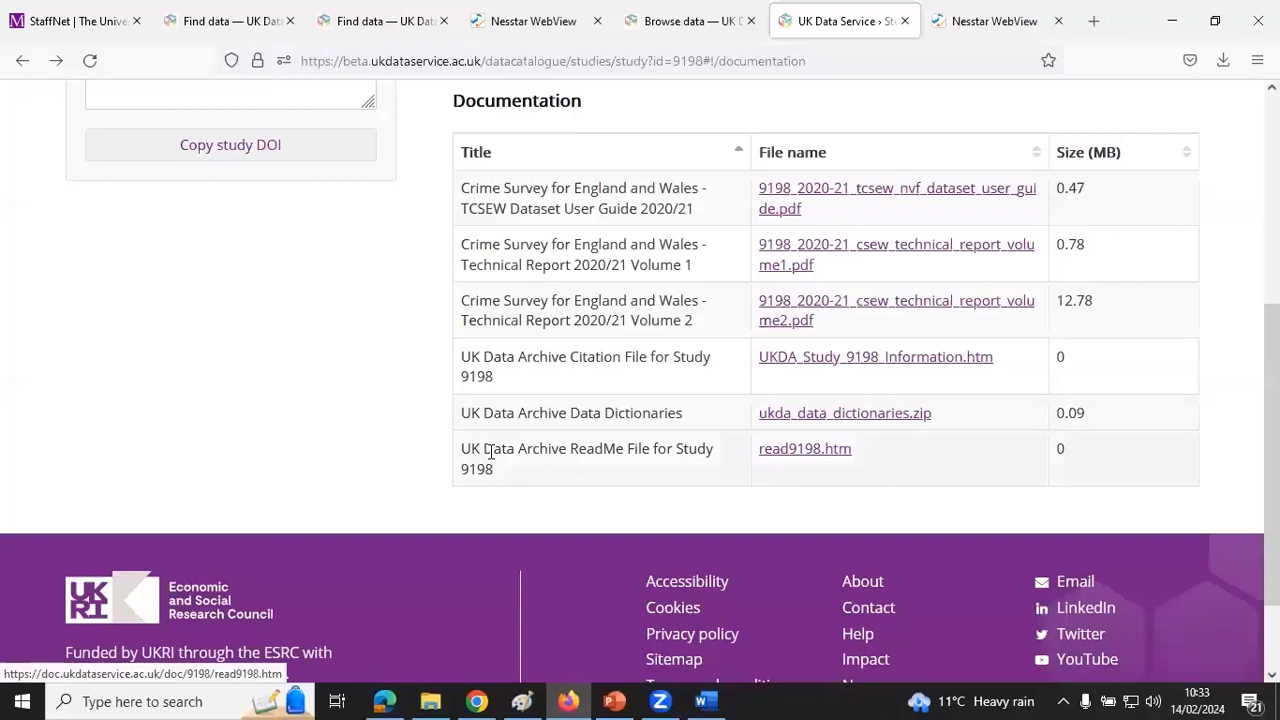 StaffNet | The Unive
Find data — UK Data
Find data — UK Data
Nesstar WebView
Browse data — UK D
UK Data Service › St
Nesstar WebView
https://beta.ukdataservice.ac.uk/datacatalogue/studies/study?id=9198#!/documentation
Copy study DOI
Documentation
Title
File name
Size (MB)
Crime Survey for England and Wales -
TCSEW Dataset User Guide 2020/21
9198_2020-21_tcsew_nvf_dataset_user_gui
de.pdf
0.47
Crime Survey for England and Wales -
Technical Report 2020/21 Volume 1
9198_2020-21_csew_technical_report_volu
me1.pdf
0.78
Crime Survey for England and Wales -
Technical Report 2020/21 Volume 2
9198_2020-21_csew_technical_report_volu
me2.pdf
12.78
UK Data Archive Citation File for Study
9198
UKDA_Study_9198_Information.htm
0
UK Data Archive Data Dictionaries
ukda_data_dictionaries.zip
0.09
UK Data Archive ReadMe File for Study
9198
read9198.htm
0
UKRI
Economic
and Social
Research Council
Funded by UKRI through the ESRC with
Accessibility
Cookies
Privacy policy
Sitemap
About
Contact
Help
Impact
Email
LinkedIn
Twitter
YouTube
https://doc.ukdataservice.ac.uk/doc/9198/read9198.htm
Type here to search
11°C Heavy rain
10:33
14/02/2024
21